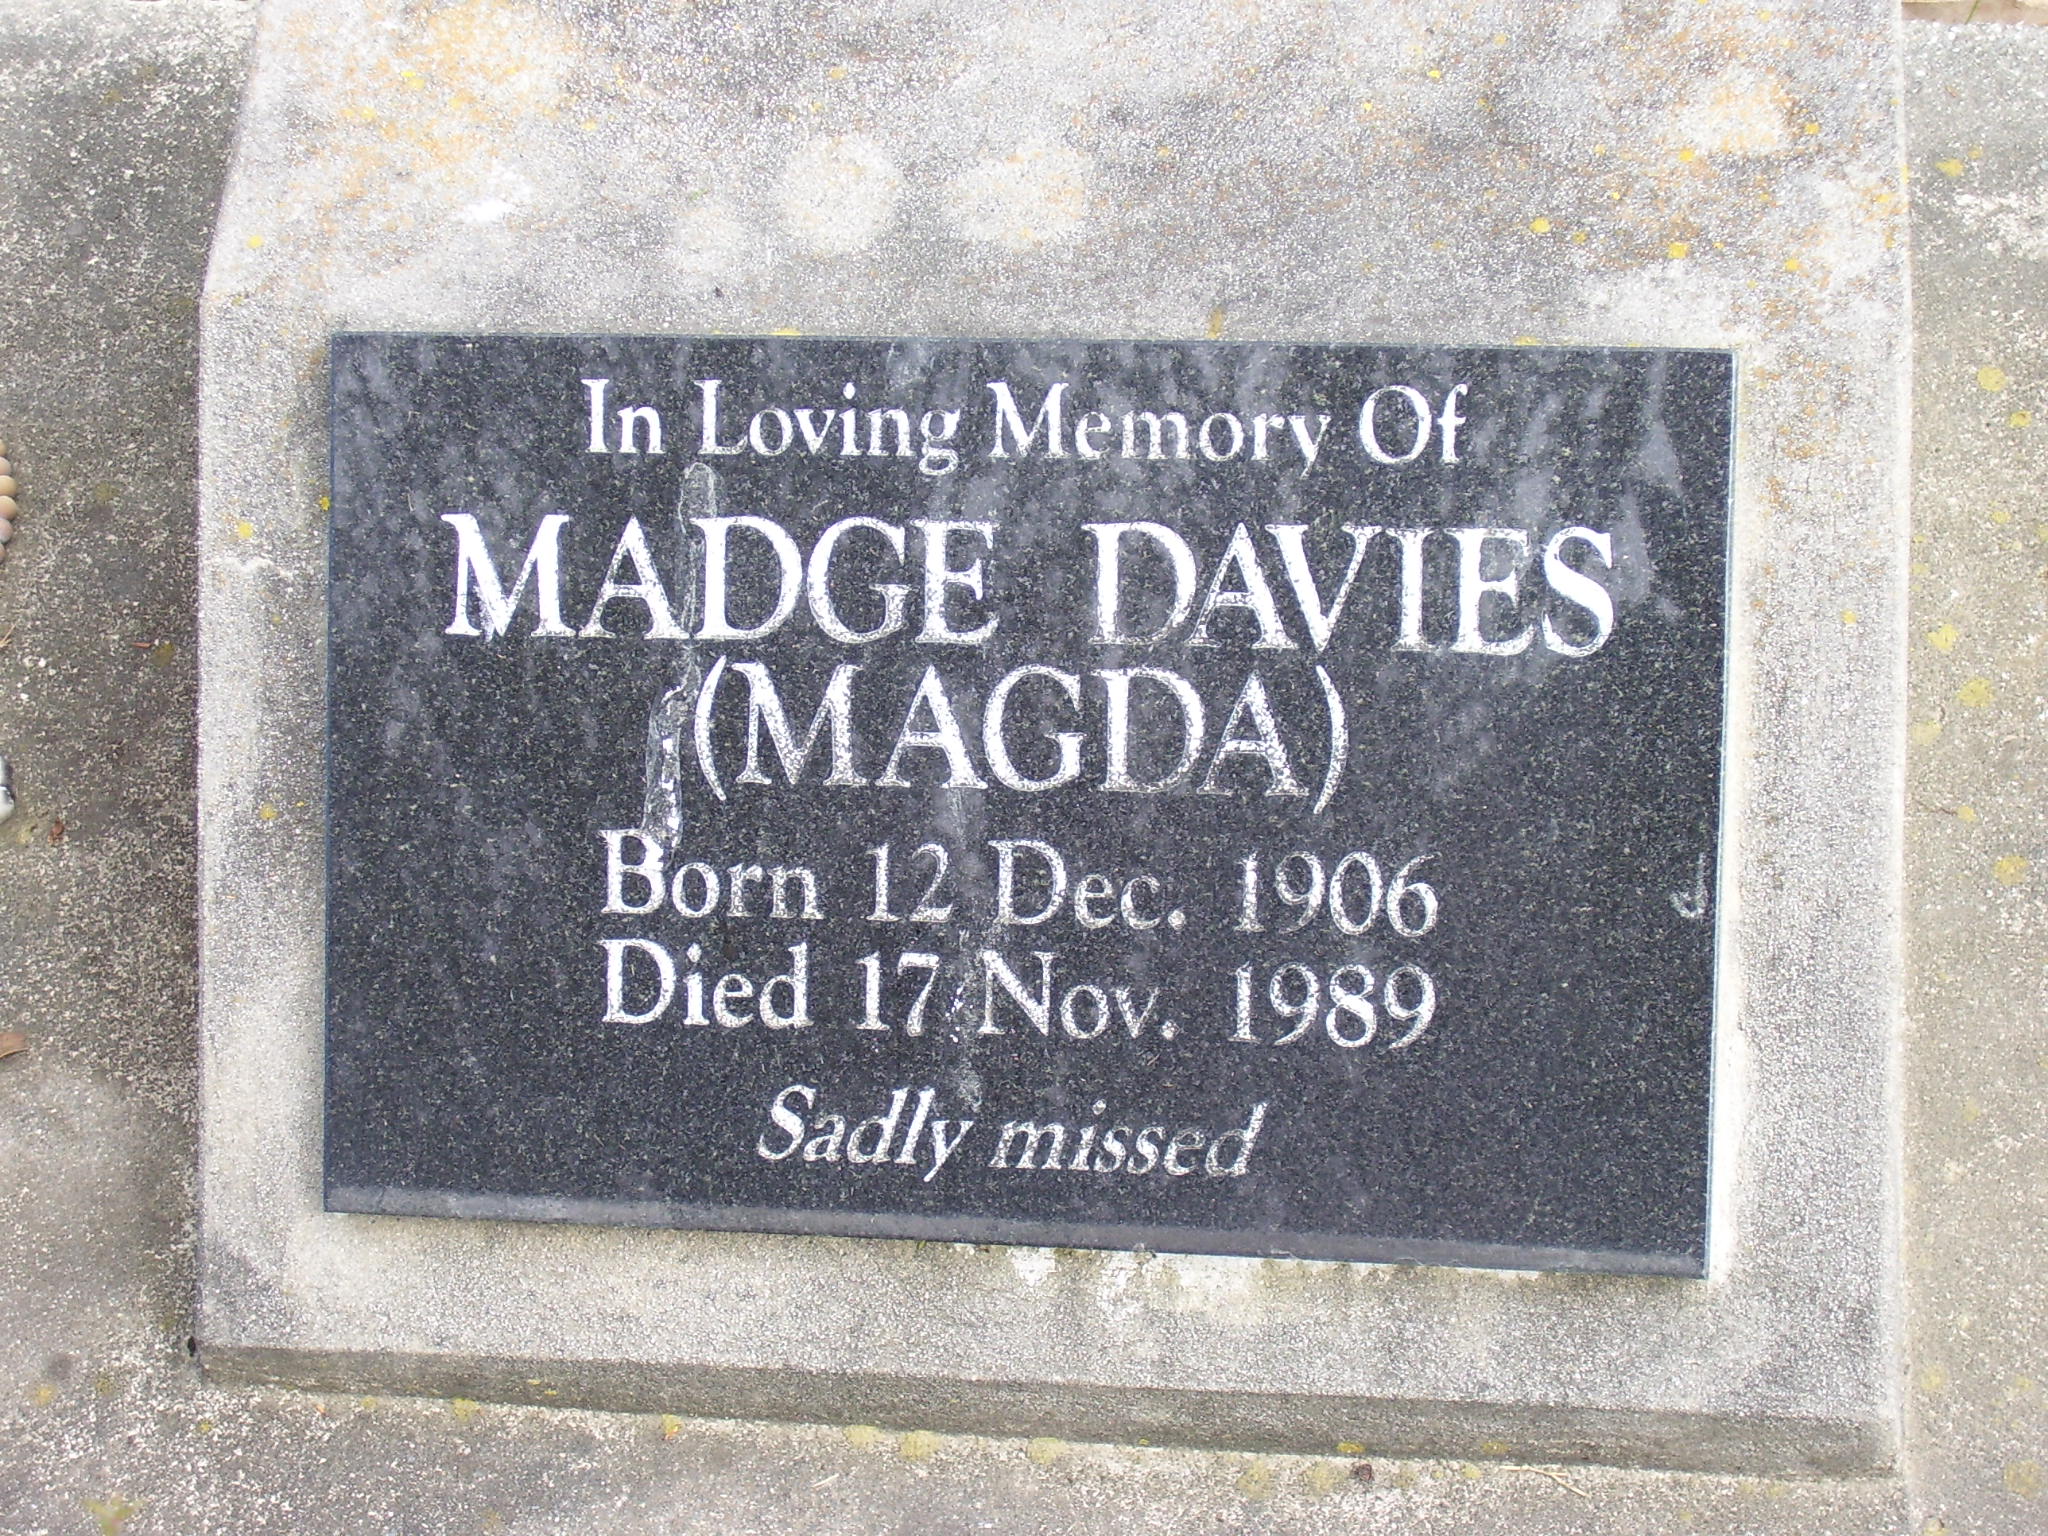 In Loving Memory Of
MADGE DAVIES
(MAGDA)
Born 12 Dec. 1906
Died 17 Nov. 1989
Sadly missed